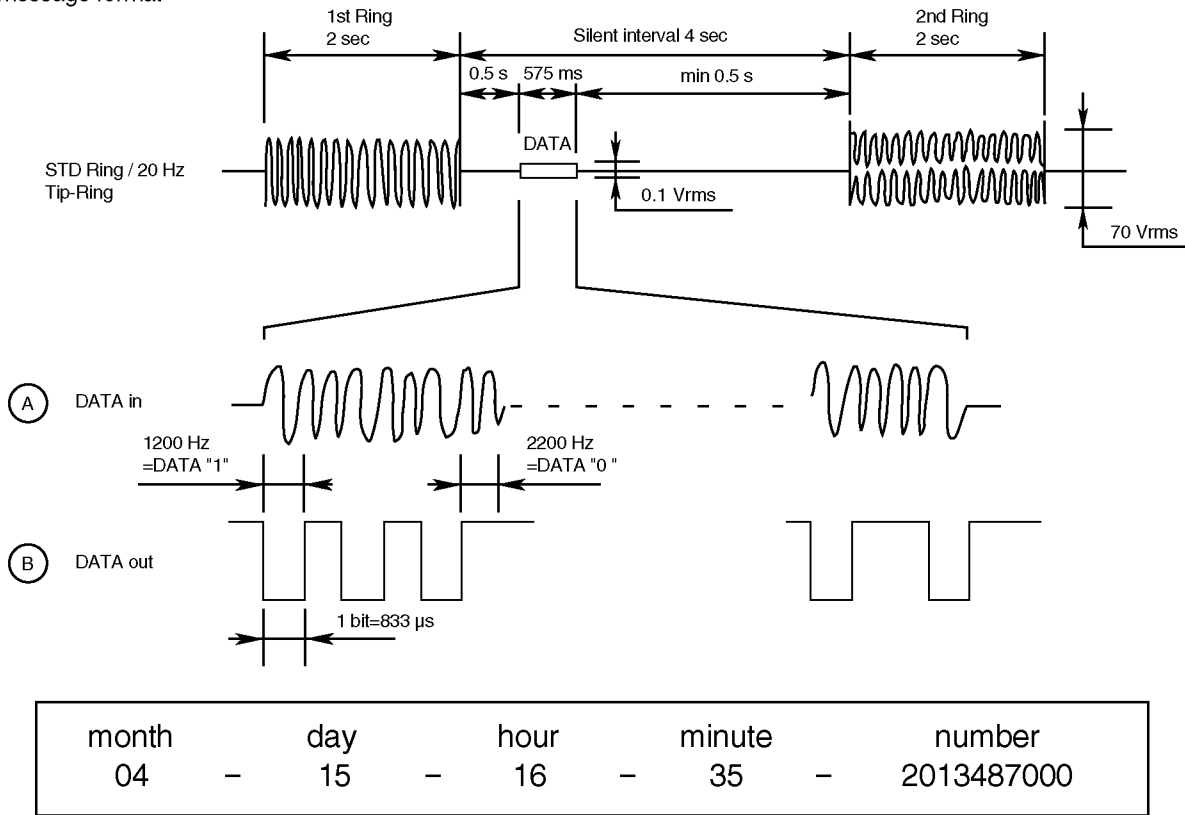 message format
1st Ring
2 sec
Silent interval 4 sec
2nd Ring
2 sec
0.5 s
575 ms
min 0.5 s
DATA
STD Ring / 20 Hz
Tip-Ring
0.1 Vrms
70 Vrms
A
DATA in
1200 Hz
=DATA "1"
2200 Hz
=DATA "0 "
B
DATA out
1 bit=833 µs
month day hour minute number
04 – 15 – 16 – 35 – 2013487000